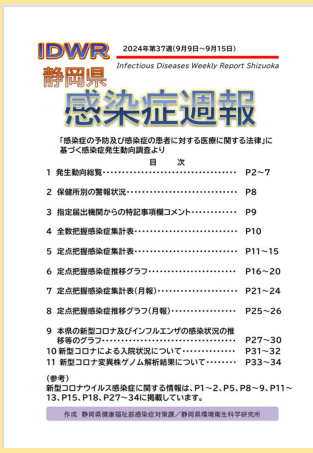 IDWR 2024年第37週(9月9日～9月15日)
Infectious Diseases Weekly Report Shizuoka
静岡県
感染症週報
「感染症の予防及び感染症の患者に対する医療に関する法律」に
基づく感染症発生動向調査より
目 次
1 発生動向総覧・・・・・・・・・・・・・・・・・・・・・・・・・・・・・・・・・・ P2～7
2 保健所別の警報状況・・・・・・・・・・・・・・・・・・・・・・・・・・ P8
3 指定届出機関からの特記事項欄コメント・・・・・・・・・・・・ P9
4 全数把握感染症集計表・・・・・・・・・・・・・・・・・・・・・・・・ P10
5 定点把握感染症集計表・・・・・・・・・・・・・・・・・・・・・・・・ P11～15
6 定点把握感染症推移グラフ・・・・・・・・・・・・・・・・・・・・ P16～20
7 定点把握感染症集計表(月報)・・・・・・・・・・・・・・・・・・ P21～24
8 定点把握感染症推移グラフ(月報)・・・・・・・・・・・・・・ P25～26
9 本県の新型コロナ及びインフルエンザの感染状況の推
移等のグラフ・・・・・・・・・・・・・・・・・・・・・・・・・・・・・・ P27～30
10 新型コロナによる入院状況について・・・・・・・・・・・・ P31～32
11 新型コロナ変異株ゲノム解析結果について・・・・・・・・ P33～34
(参考)
新型コロナウイルス感染症に関する情報は、P1～2、P5、P8～9、P11～
13、P15、P18、P27～34に掲載しています。
作成 静岡県健康福祉部感染症対策課／静岡県環境衛生科学研究所